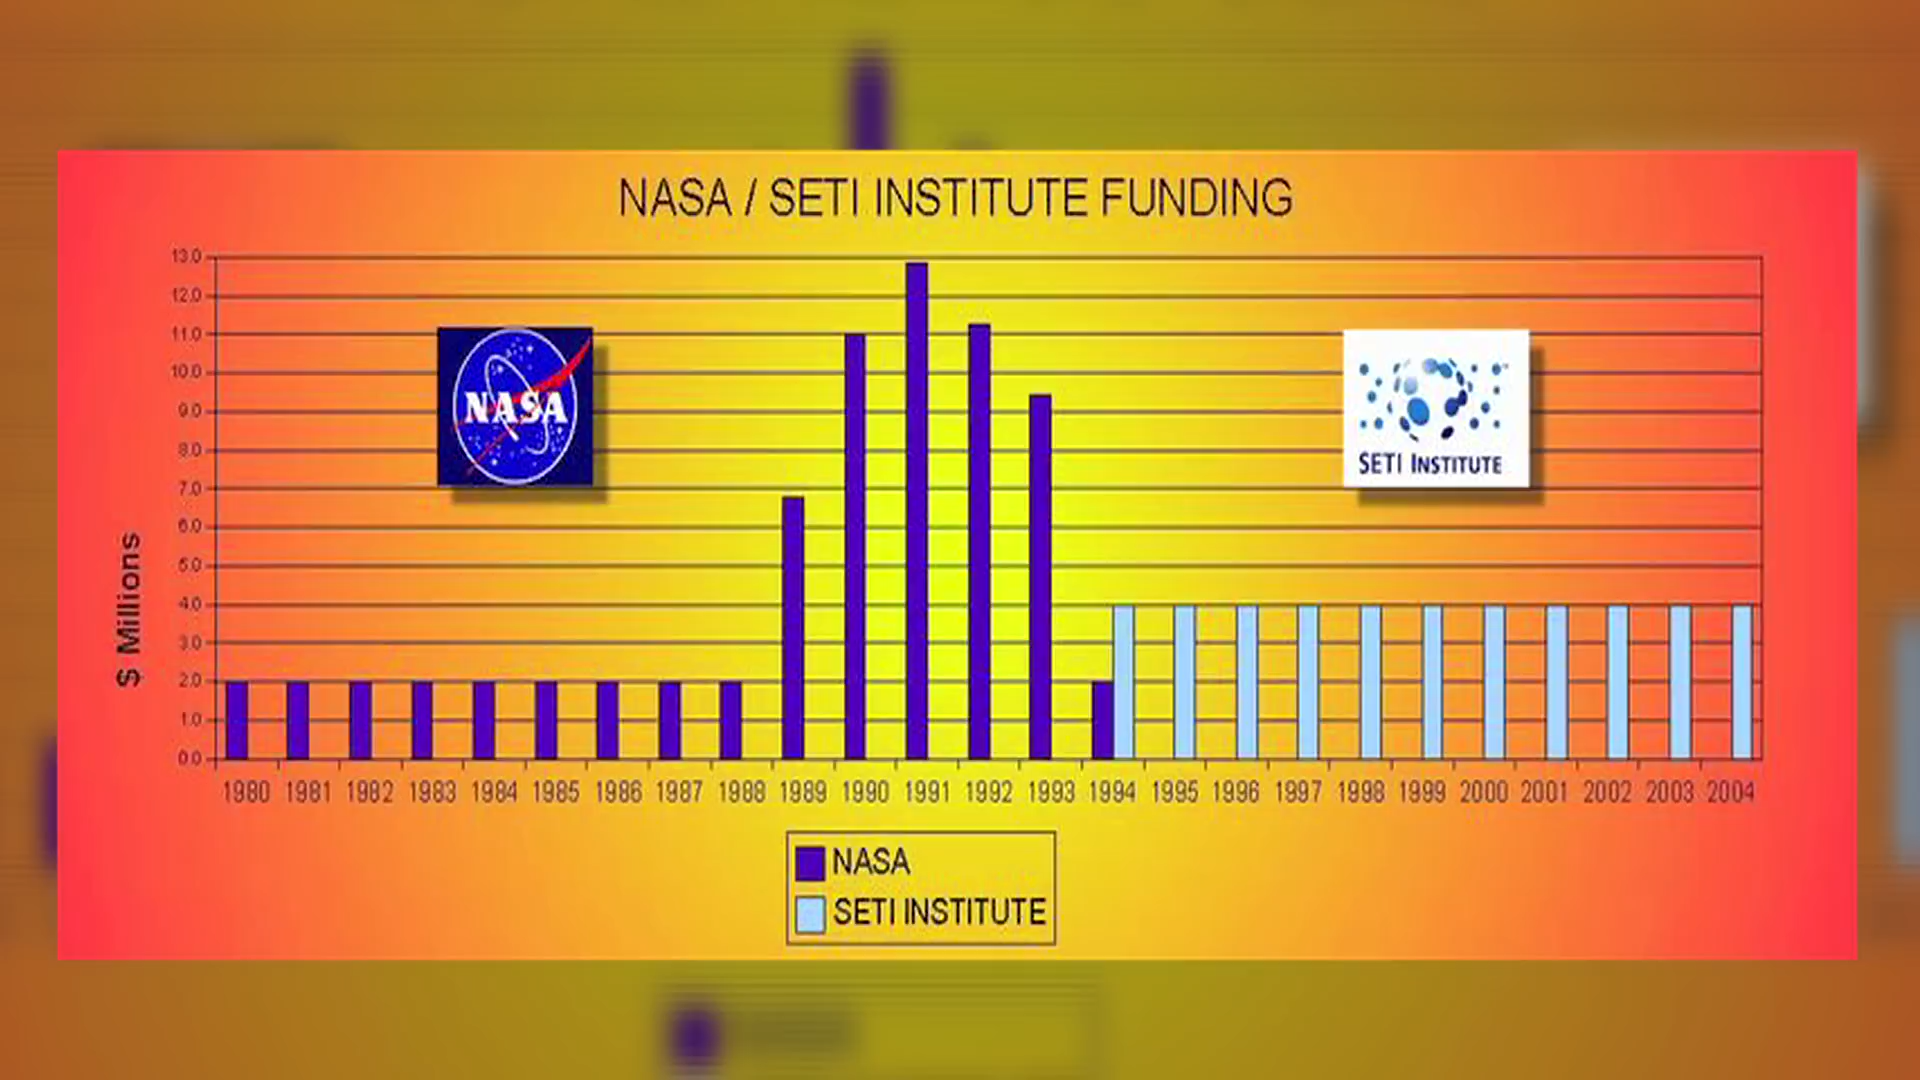 NASA / SETI INSTITUTE FUNDING
13.0
12.0
11.0
10.0
9.0
8.0
7.0
6.0
5.0
4.0
3.0
2.0
1.0
0.0
$ Millions
NASA
SETI INSTITUTE
1980 1981 1982 1983 1984 1985 1986 1987 1988 1989 1990 1991 1992 1993 1994 1995 1996 1997 1998 1999 2000 2001 2002 2003 2004
NASA
SETI INSTITUTE